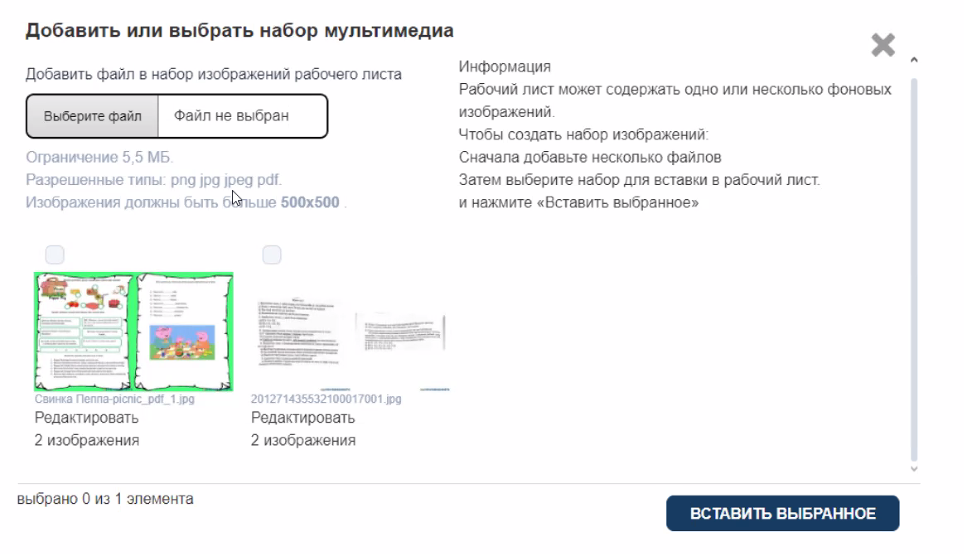 Добавить или выбрать набор мультимедиа
Добавить файл в набор изображений рабочего листа
Выберите файл
Файл не выбран
Ограничение 5,5 МБ.
Разрешенные типы: png jpg jpeg pdf.
Изображения должны быть больше 500x500 .
Информация
Рабочий лист может содержать одно или несколько фоновых
изображений.
Чтобы создать набор изображений:
Сначала добавьте несколько файлов
Затем выберите набор для вставки в рабочий лист.
и нажмите «Вставить выбранное»
Свинка Пеппа-picnic_pdf_1.jpg
Редактировать
2 изображения
201271435532100017001.jpg
Редактировать
2 изображения
выбрано 0 из 1 элемента
ВСТАВИТЬ ВЫБРАННОЕ